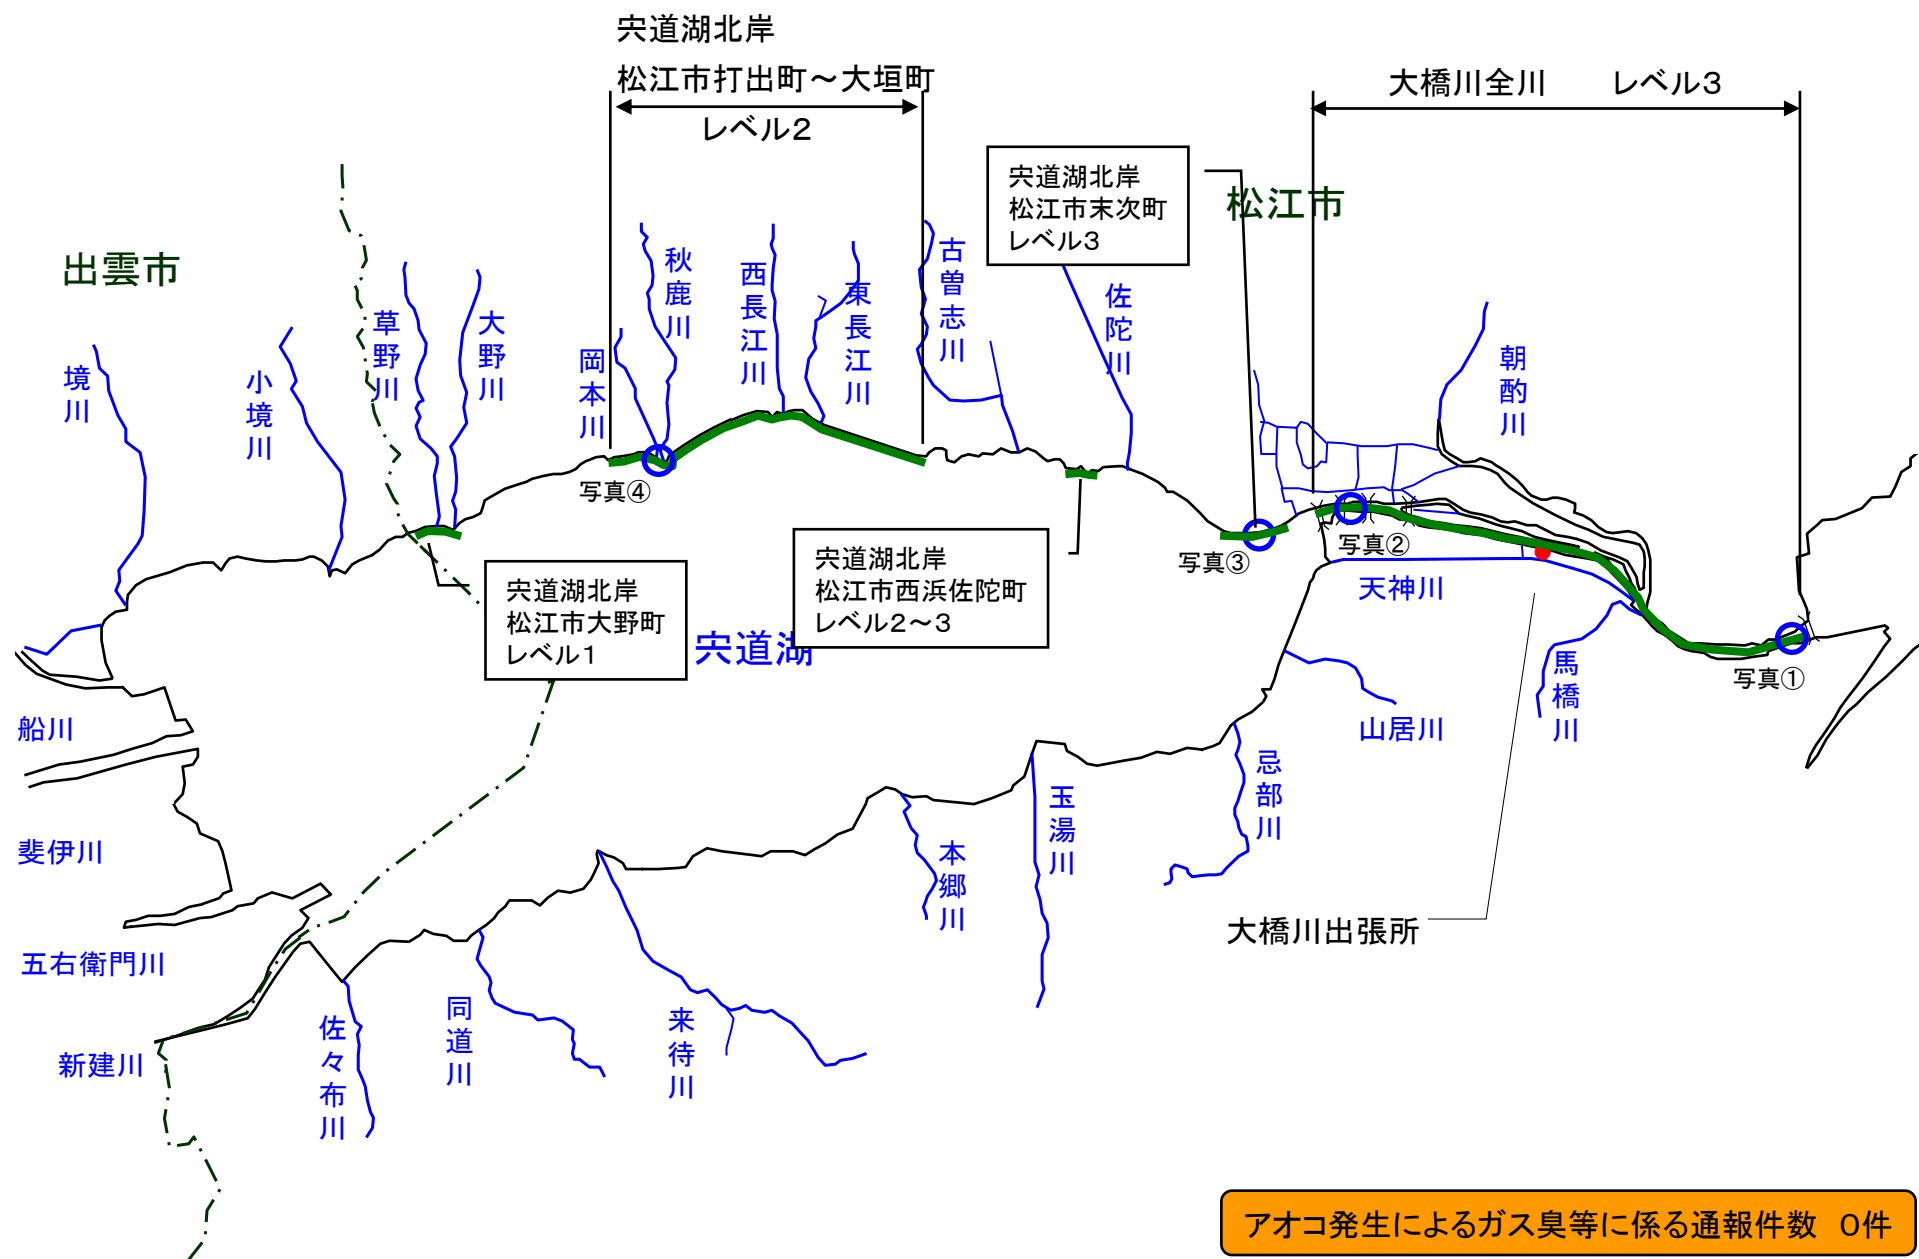 宍道湖北岸
松江市打出町～大垣町
レベル2
大橋川全川　レベル3
宍道湖北岸
松江市末次町
レベル3
松江市
出雲市
境川
小境川
草野川
大野川
岡本川
秋鹿川
西長江川
東長江川
古曽志川
佐陀川
朝酌川
写真④
写真③
写真②
写真①
宍道湖北岸
松江市西浜佐陀町
レベル2～3
宍道湖北岸
松江市大野町
レベル1
宍道湖
天神川
馬橋川
山居川
忌部川
玉湯川
本郷川
大橋川出張所
船川
斐伊川
五右衛門川
新建川
佐々布川
同道川
来待川
アオコ発生によるガス臭等に係る通報件数　0件